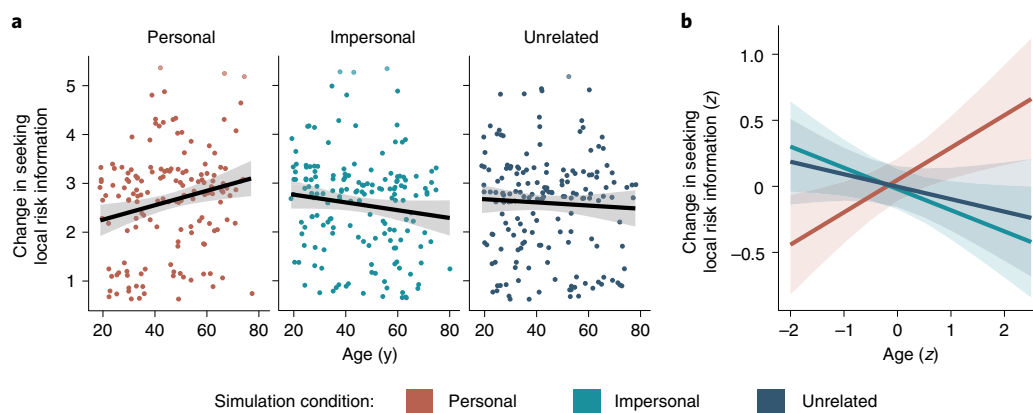 a
Personal
Impersonal
Unrelated
Change in seeking
local risk information
5
4
3
2
1
20 40 60 80
20 40 60 80
20 40 60 80
Age (y)
b
Change in seeking
local risk information (z)
1.0
0.5
0
–0.5
–2 –1 0 1 2
Age (z)
Simulation condition: Personal Impersonal Unrelated